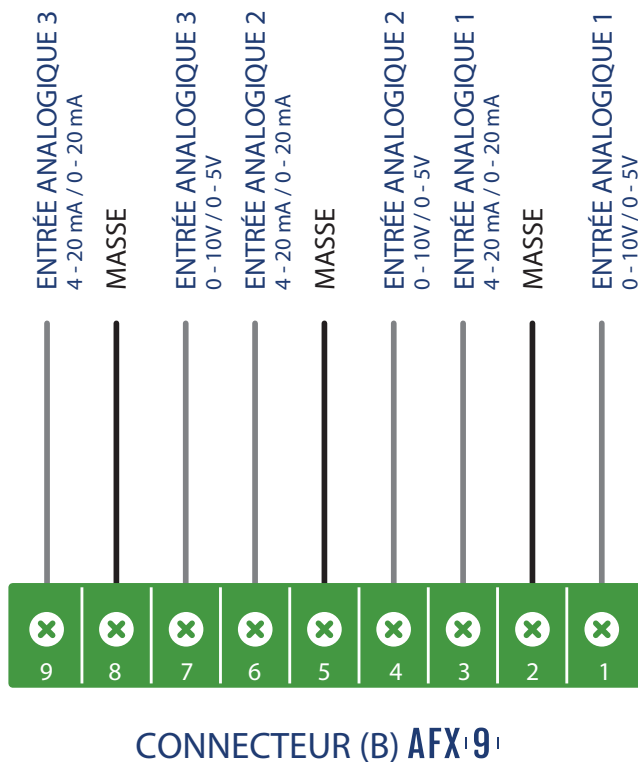 ENTRÉE ANALOGIQUE 3
4 - 20 mA / 0 - 20 mA
MASSE
ENTRÉE ANALOGIQUE 3
0 - 10V / 0 - 5V
ENTRÉE ANALOGIQUE 2
4 - 20 mA / 0 - 20 mA
MASSE
ENTRÉE ANALOGIQUE 2
0 - 10V / 0 - 5V
ENTRÉE ANALOGIQUE 1
4 - 20 mA / 0 - 20 mA
MASSE
ENTRÉE ANALOGIQUE 1
0 - 10V / 0 - 5V
9 8 7 6 5 4 3 2 1
CONNECTEUR (B) AFX 9